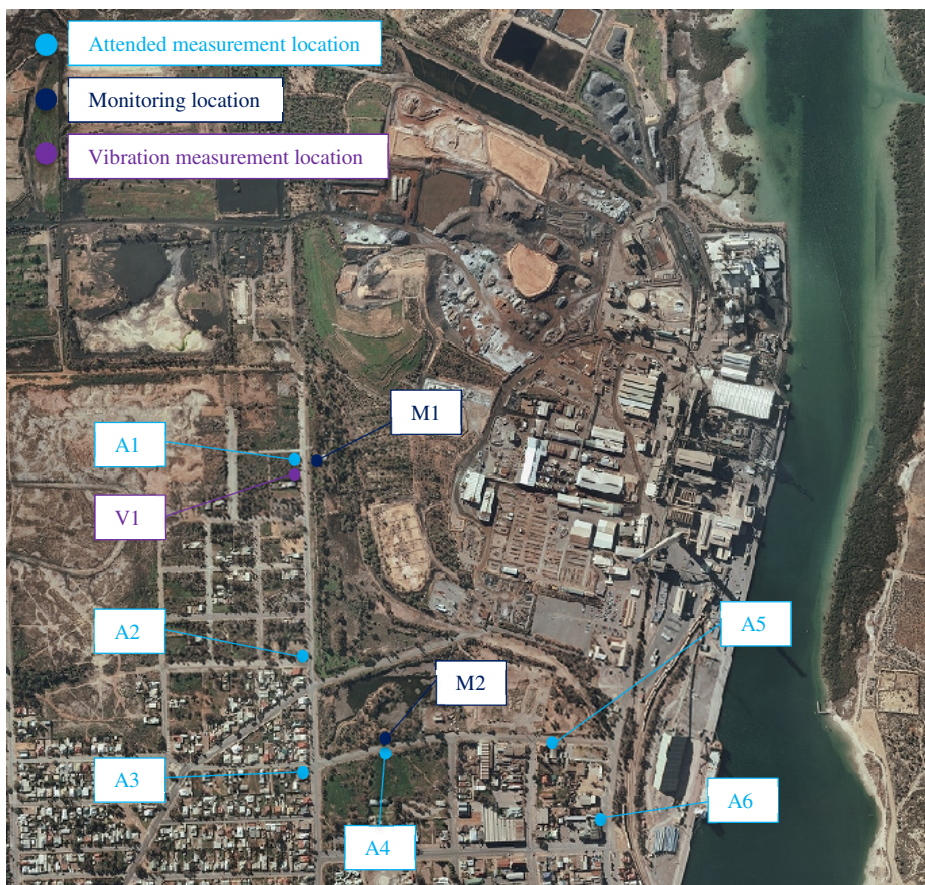 Attended measurement location
Monitoring location
Vibration measurement location
M1
A1
V1
A2
A5
M2
A3
A6
A4